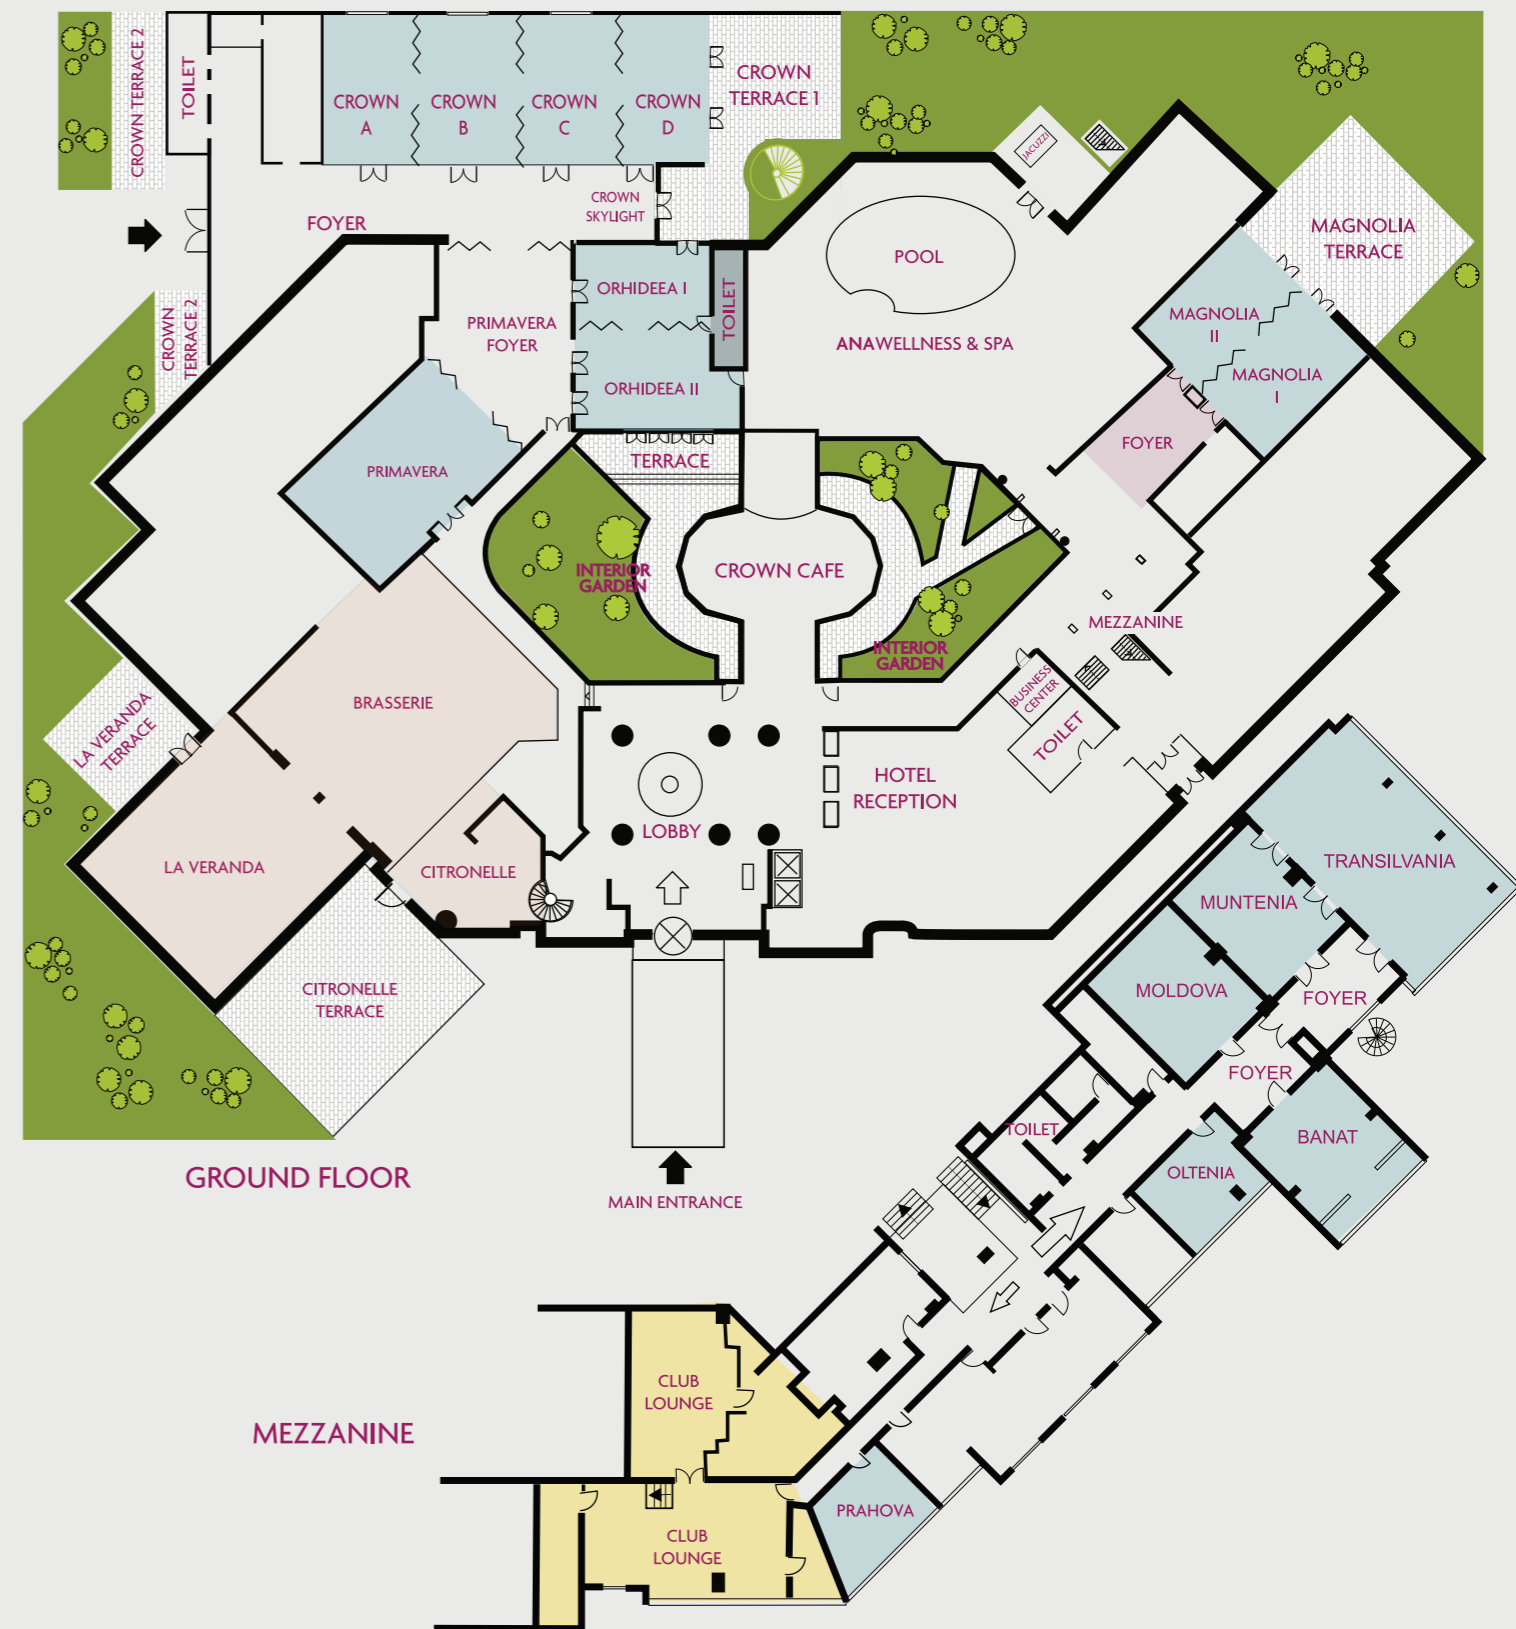 CROWN TERRACE 2
TOILET
CROWN
A
CROWN
B
CROWN
C
CROWN
D
CROWN
TERRACE 1
JACUZZI
CROWN
SKYLIGHT
FOYER
MAGNOLIA
TERRACE
POOL
ORHIDEEA I
TOILET
PRIMAVERA
FOYER
CROWN
TERRACE 2
ANAWELLNESS & SPA
MAGNOLIA
II
MAGNOLIA
I
ORHIDEEA II
FOYER
PRIMAVERA
TERRACE
INTERIOR
GARDEN
CROWN CAFE
INTERIOR
GARDEN
MEZZANINE
BUSINESS
CENTER
TOILET
BRASSERIE
LA VERANDA
TERRACE
HOTEL
RECEPTION
LOBBY
LA VERANDA
CITRONELLE
CITRONELLE
TERRACE
TRANSILVANIA
MUNTENIA
MOLDOVA
FOYER
FOYER
TOILET
BANAT
OLTENIA
GROUND FLOOR
MAIN ENTRANCE
CLUB
LOUNGE
MEZZANINE
PRAHOVA
CLUB
LOUNGE